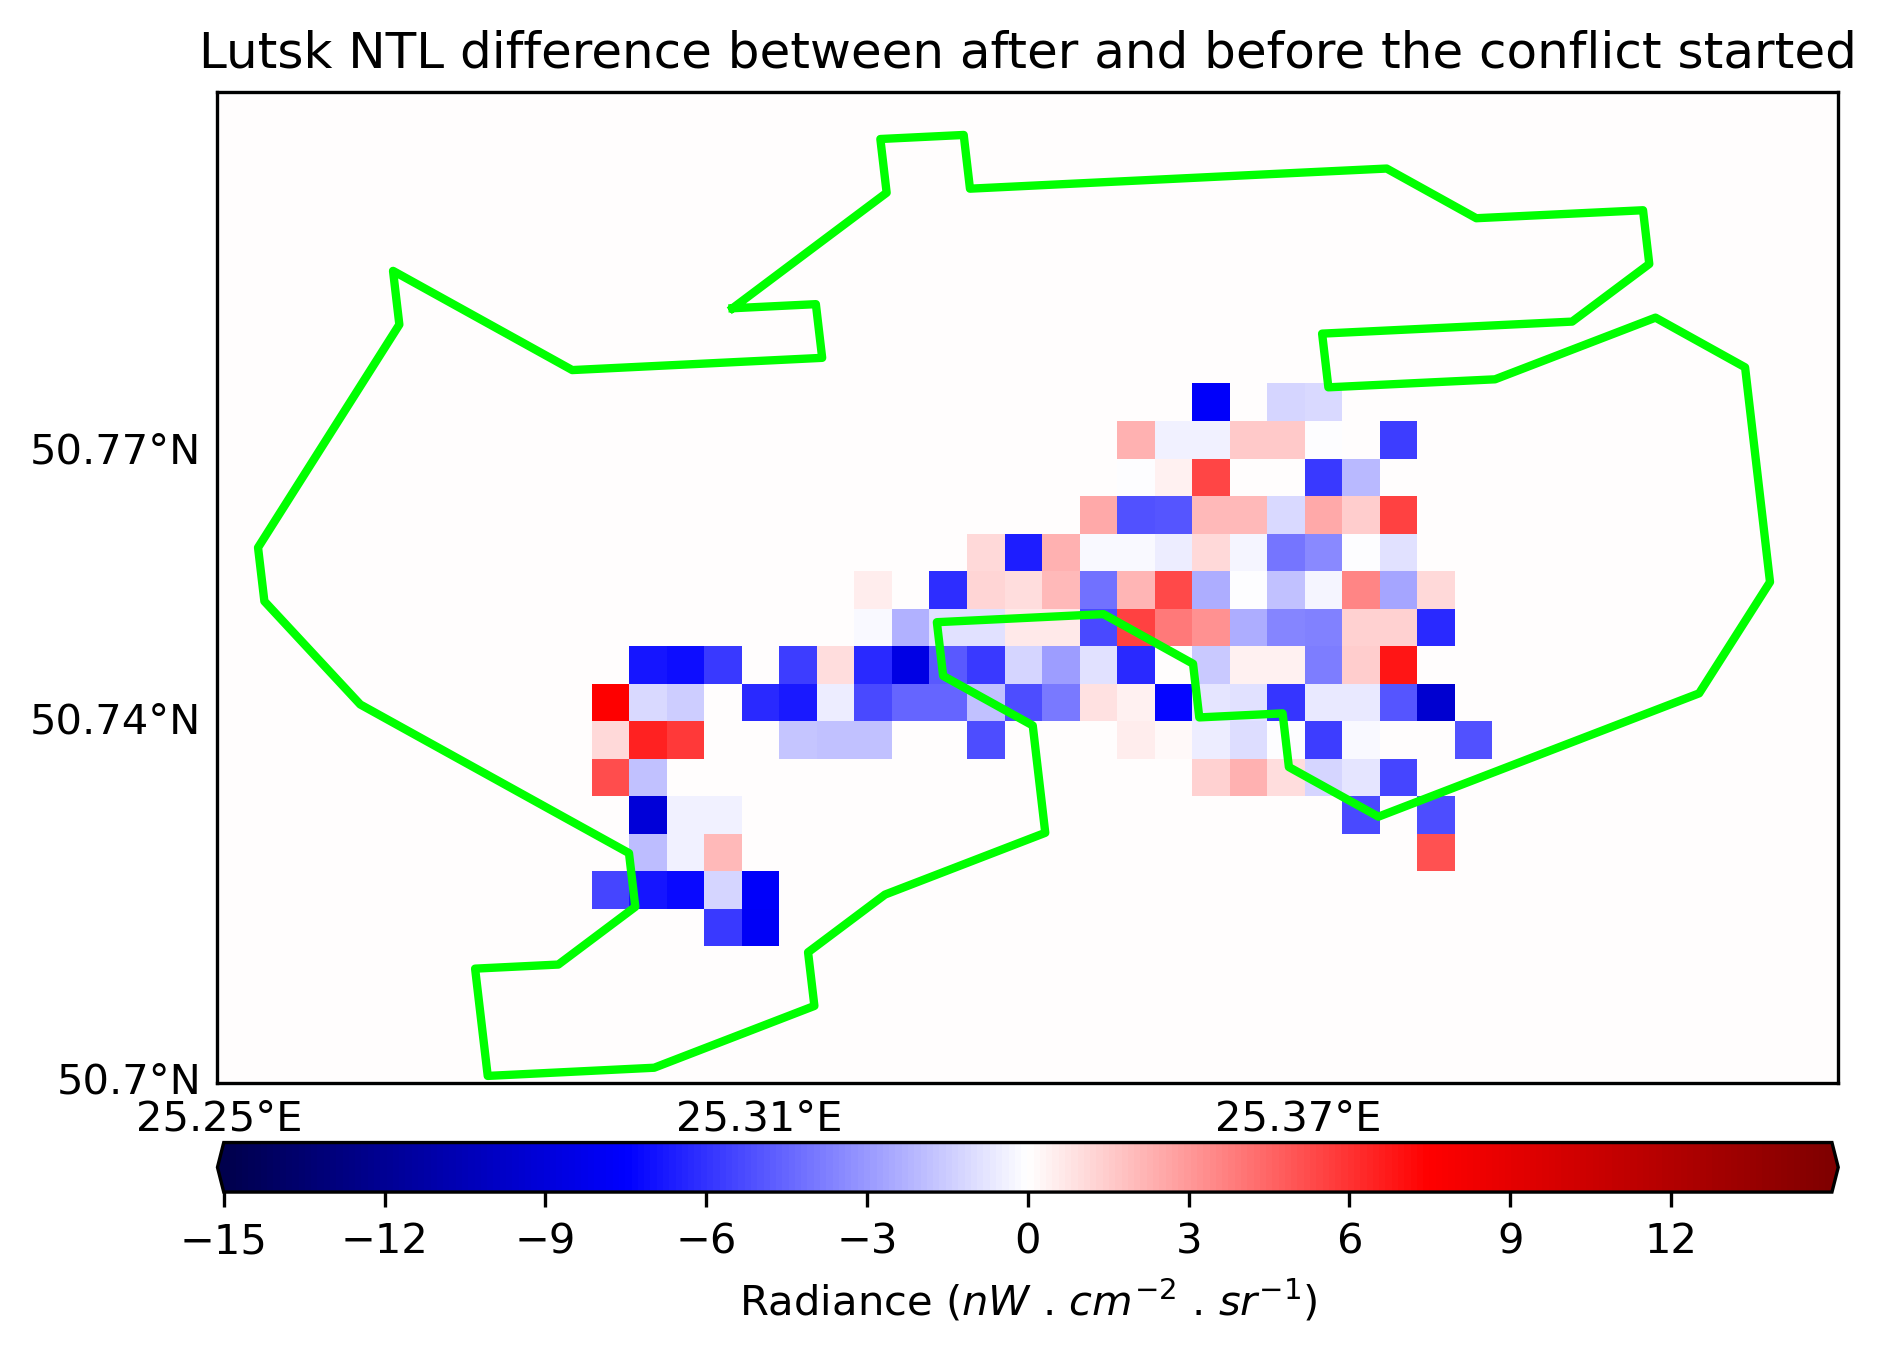 Lutsk NTL difference between after and before the conflict started
50.77°N
50.74°N
50.7°N
25.25°E 25.31°E 25.37°E
−15 −12 −9 −6 −3 0 3 6 9 12
Radiance (nW . cm⁻² . sr⁻¹)